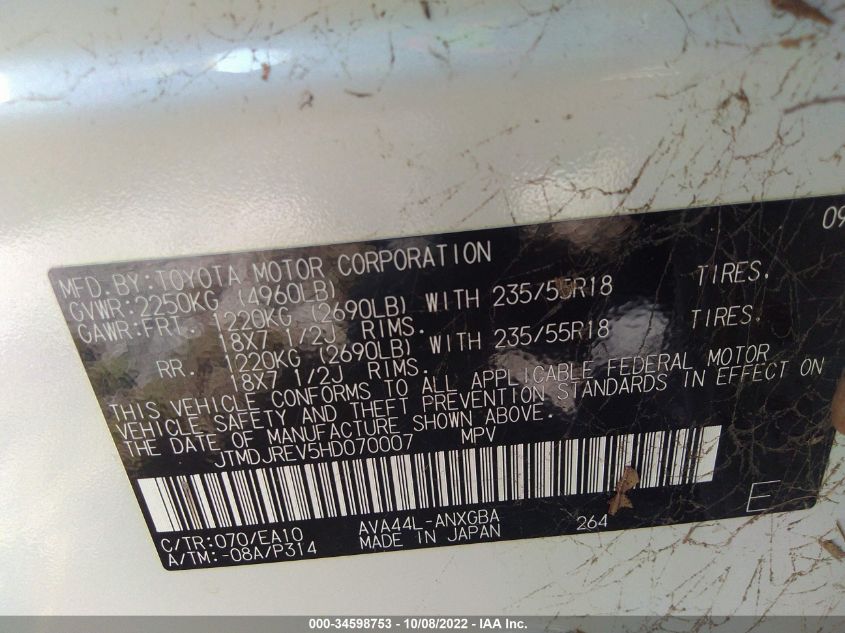 09
MFD.BY:TOYOTA MOTOR CORPORATION
GVWR:2250KG (4960LB)
GAWR:FRT. 1220KG (2690LB) WITH 235/55R18 TIRES.
18X7 1/2J RIMS.
RR. 1220KG (2690LB) WITH 235/55R18 TIRES.
18X7 1/2J RIMS.
THIS VEHICLE CONFORMS TO ALL APPLICABLE FEDERAL MOTOR
VEHICLE SAFETY AND THEFT PREVENTION STANDARDS IN EFFECT ON
THE DATE OF MANUFACTURE SHOWN ABOVE.
JTMDJREV5HD070007 MPV
C/TR:070/EA10 AVA44L-ANXGBA 264 E
A/TM:-08A/P314 MADE IN JAPAN
000-34598753 - 10/08/2022 - IAA Inc.